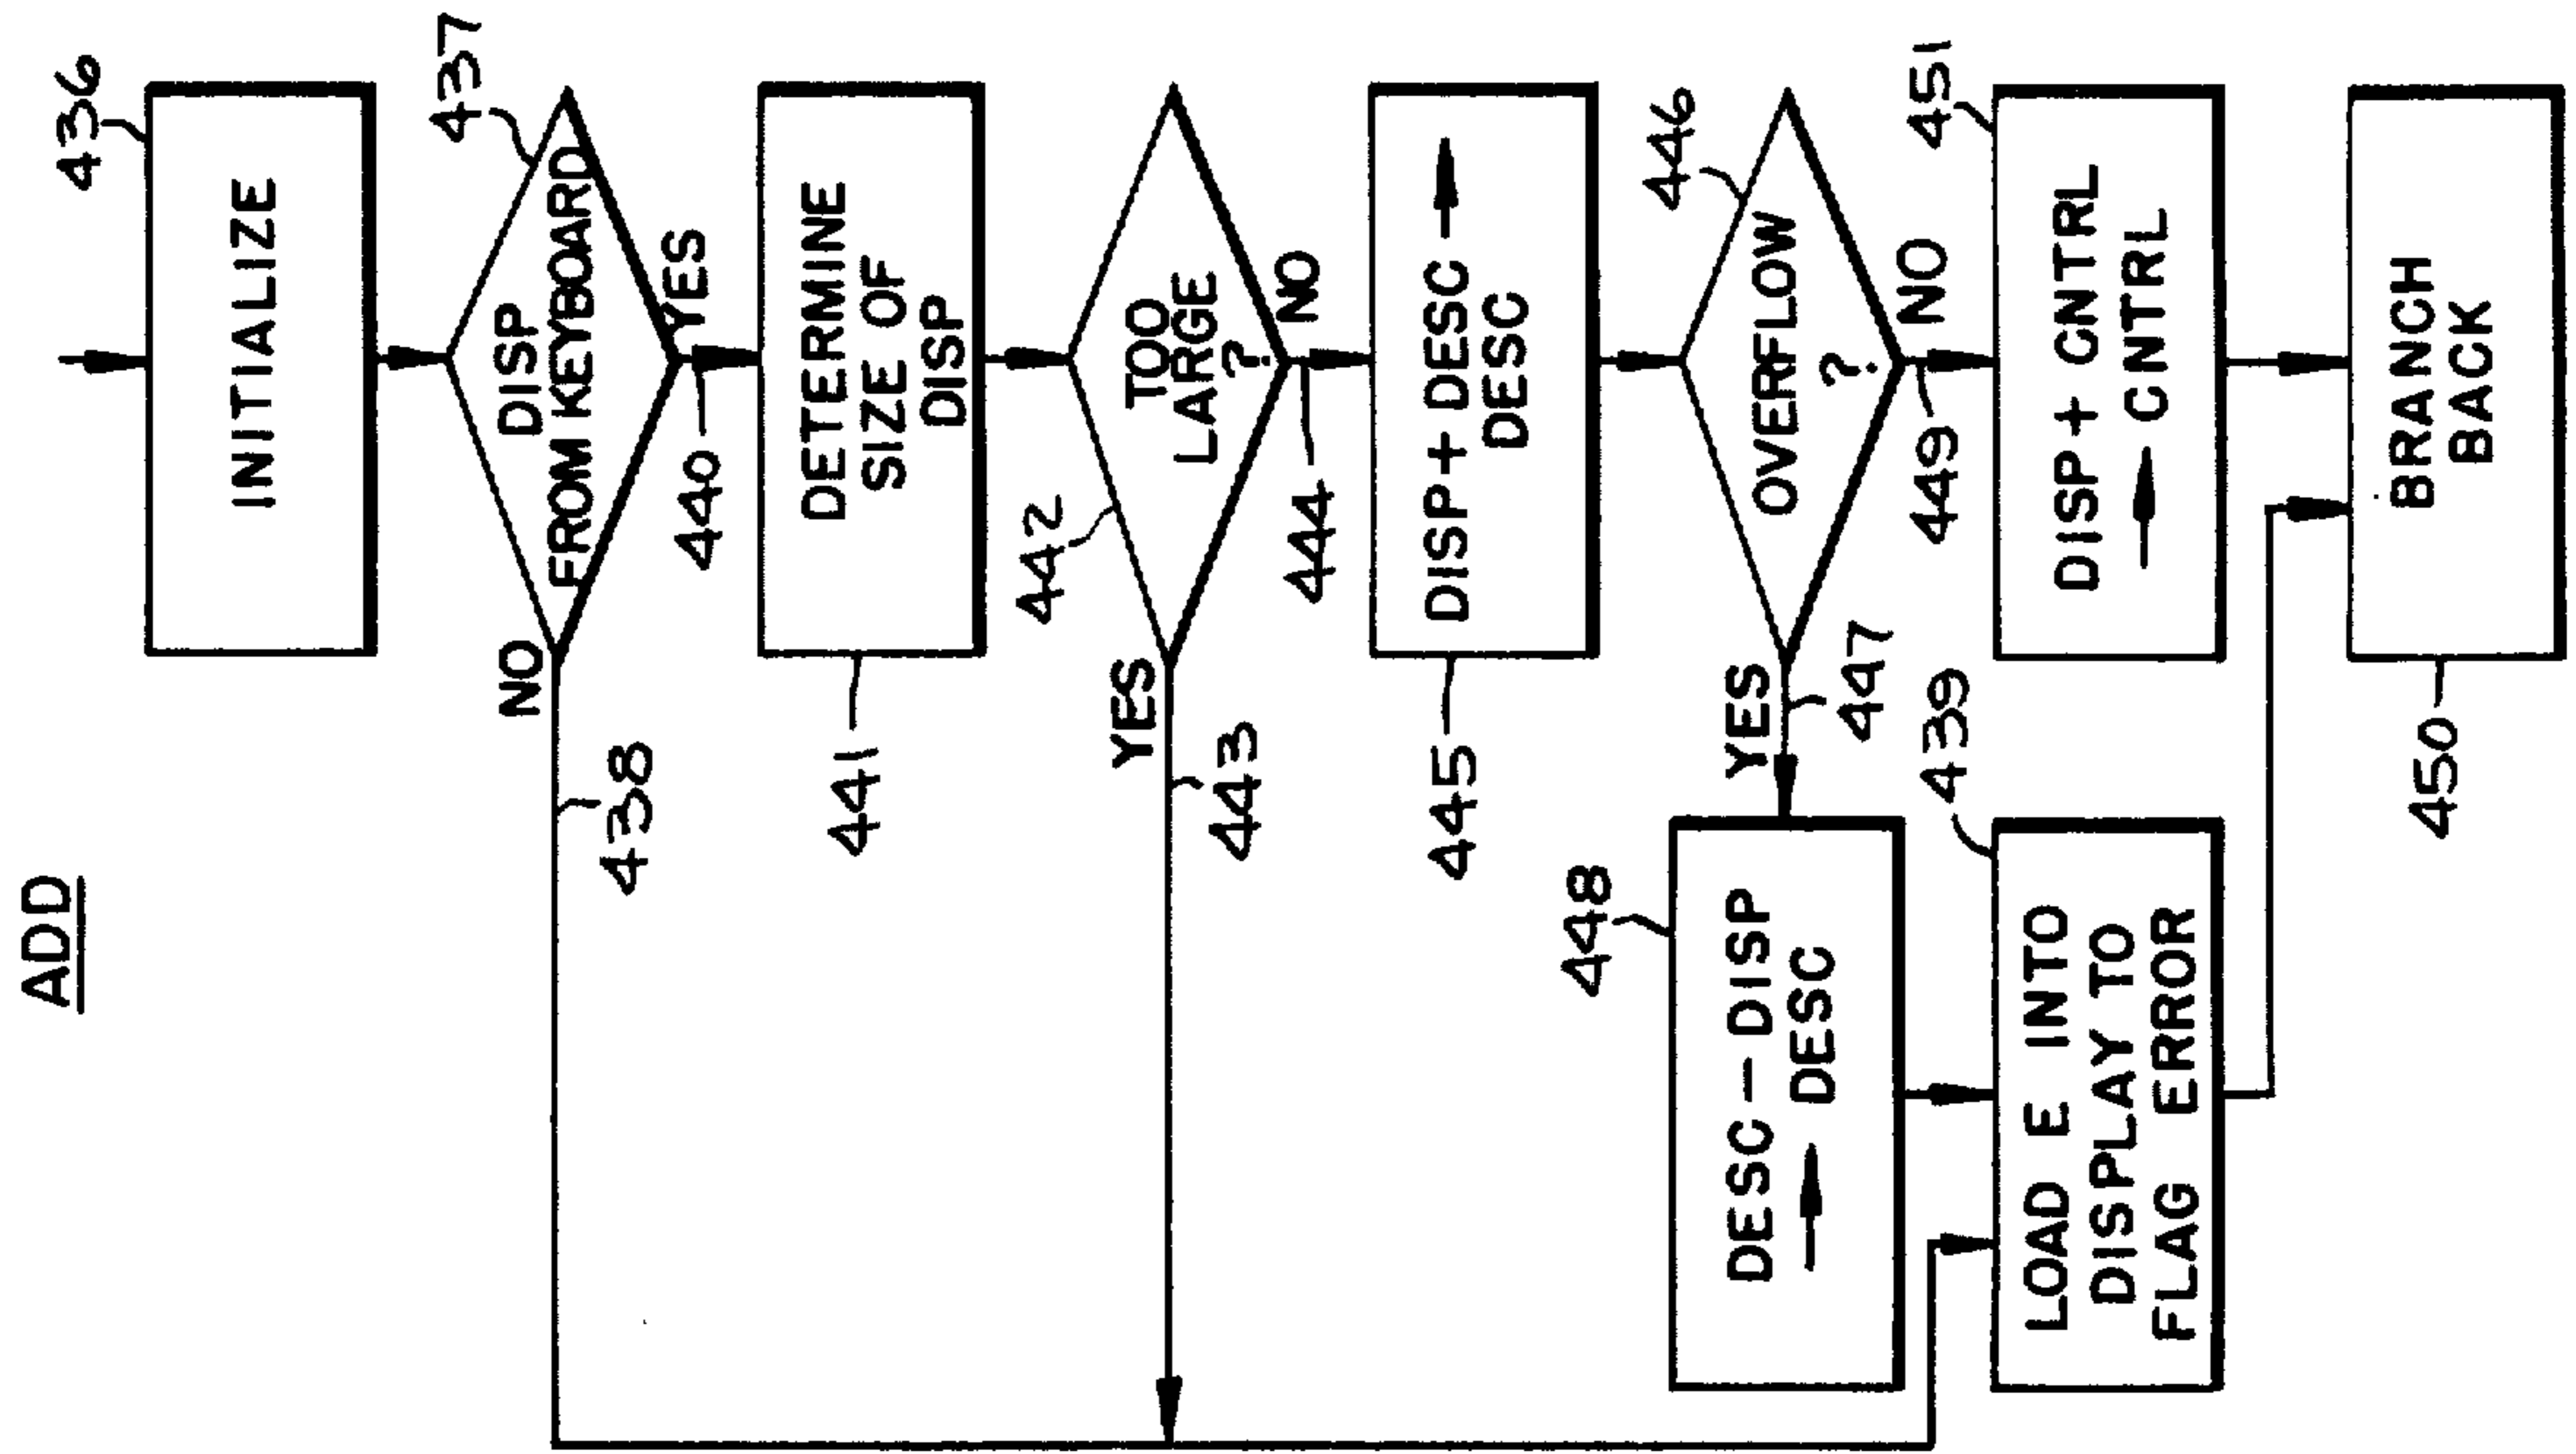 ADD
436
INITIALIZE
437
DISP
FROM KEYBOARD
NO
438
YES
440
DETERMINE
SIZE OF
DISP
441
442
TOO
LARGE
?
YES
443
NO
444
DISP + DESC →
DESC
445
446
OVERFLOW
?
YES
447
NO
449
448
DESC – DISP
→ DESC
439
LOAD E INTO
DISPLAY TO
FLAG ERROR
451
DISP + CNTRL
→ CNTRL
BRANCH
BACK
450